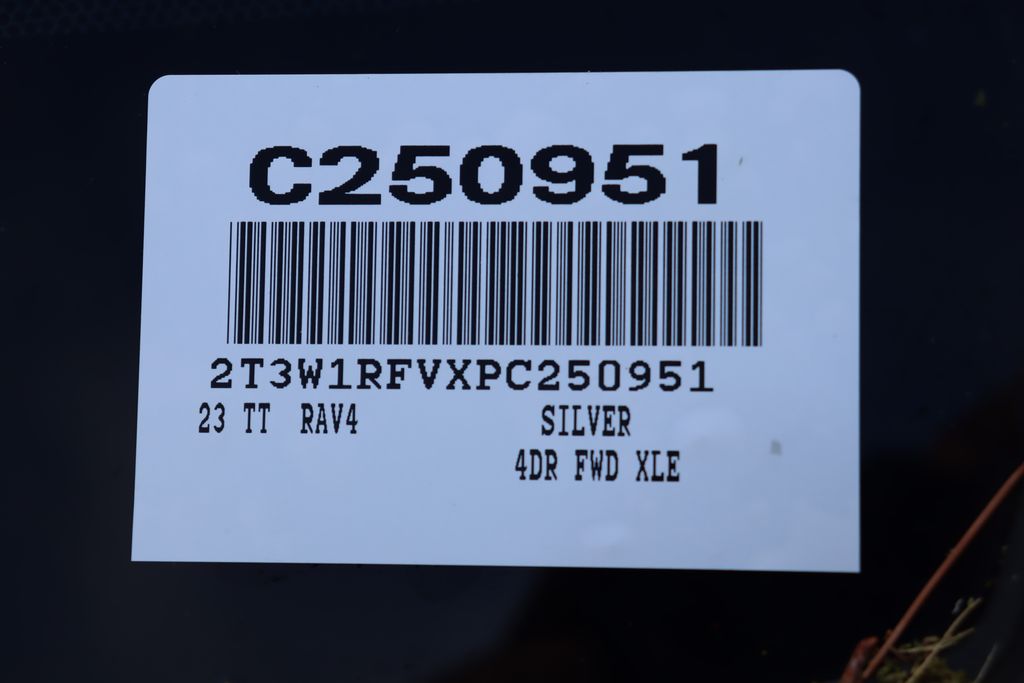 C250951
2T3W1RFVXPC250951
23 TT RAV4 SILVER
4DR FWD XLE